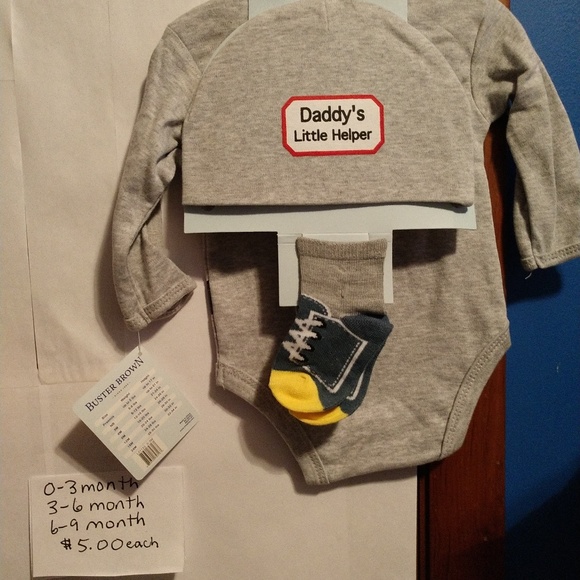 Daddy's
Little Helper
BUSTER BROWN
0-3 month
3-6 month
6-9 month
$5.00 each